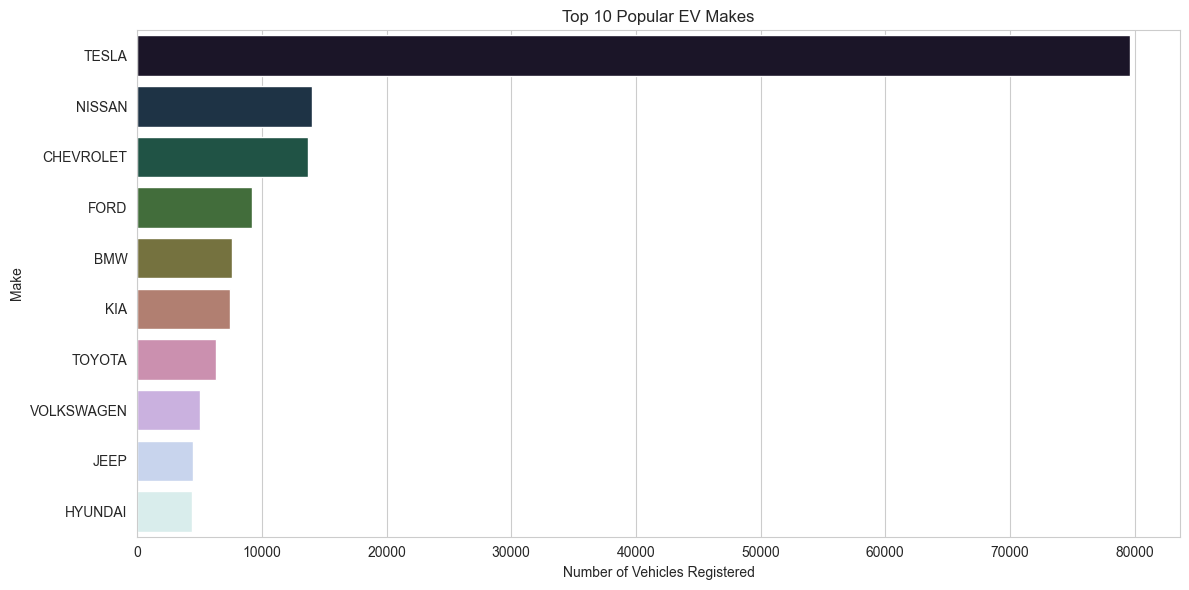 Top 10 Popular EV Makes
TESLA
NISSAN
CHEVROLET
FORD
BMW
KIA
TOYOTA
VOLKSWAGEN
JEEP
HYUNDAI
Make
0 10000 20000 30000 40000 50000 60000 70000 80000
Number of Vehicles Registered